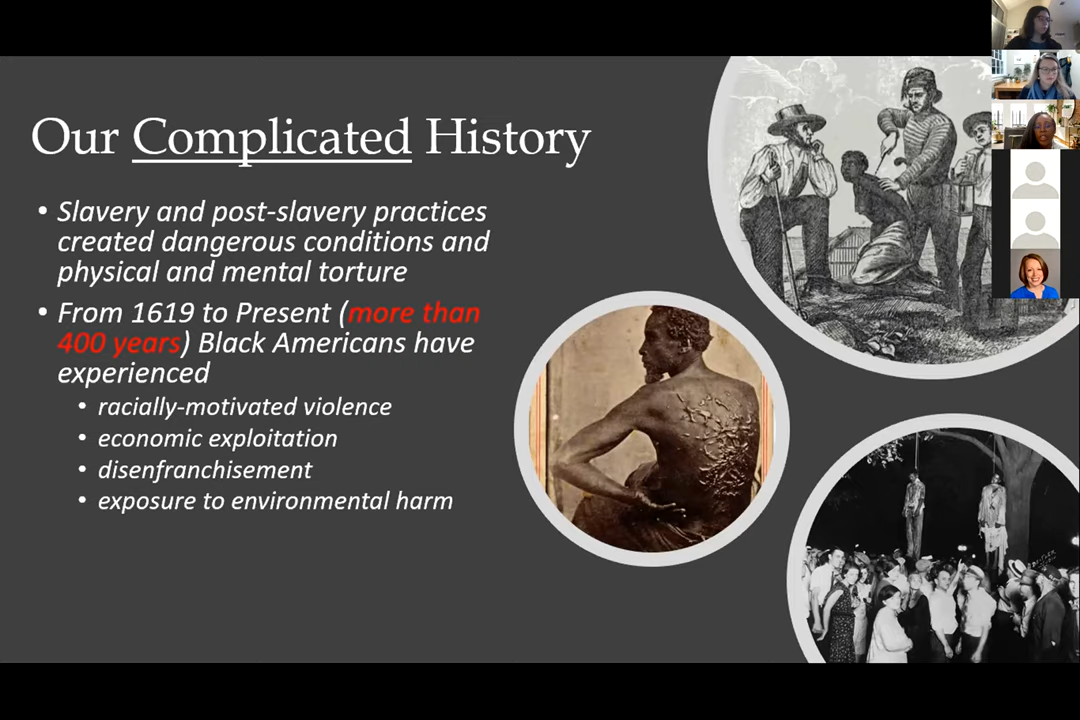 Our Complicated History
• Slavery and post-slavery practices
created dangerous conditions and
physical and mental torture
• From 1619 to Present (more than
400 years) Black Americans have
experienced
• racially-motivated violence
• economic exploitation
• disenfranchisement
• exposure to environmental harm